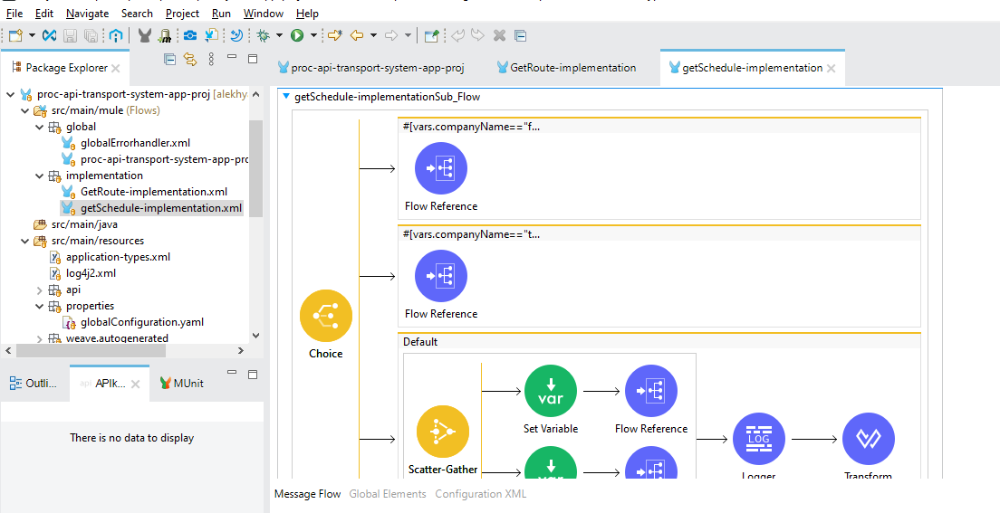 File Edit Navigate Search Project Run Window Help
Package Explorer
proc-api-transport-system-app-proj
GetRoute-implementation
getSchedule-implementation
proc-api-transport-system-app-proj [alekhy
src/main/mule (Flows)
global
globalErrorhandler.xml
proc-api-transport-system-app-pro
implementation
GetRoute-implementation.xml
getSchedule-implementation.xml
src/main/java
src/main/resources
application-types.xml
log4j2.xml
api
properties
globalConfiguration.yaml
weave.autogenerated
Outli... APIk... MUnit
There is no data to display
getSchedule-implementationSub_Flow
Choice
#[vars.companyName=="f...
Flow Reference
#[vars.companyName=="t...
Flow Reference
Default
Scatter-Gather
var
Set Variable
Flow Reference
var
LOG
Logger
Transform
Message Flow Global Elements Configuration XML